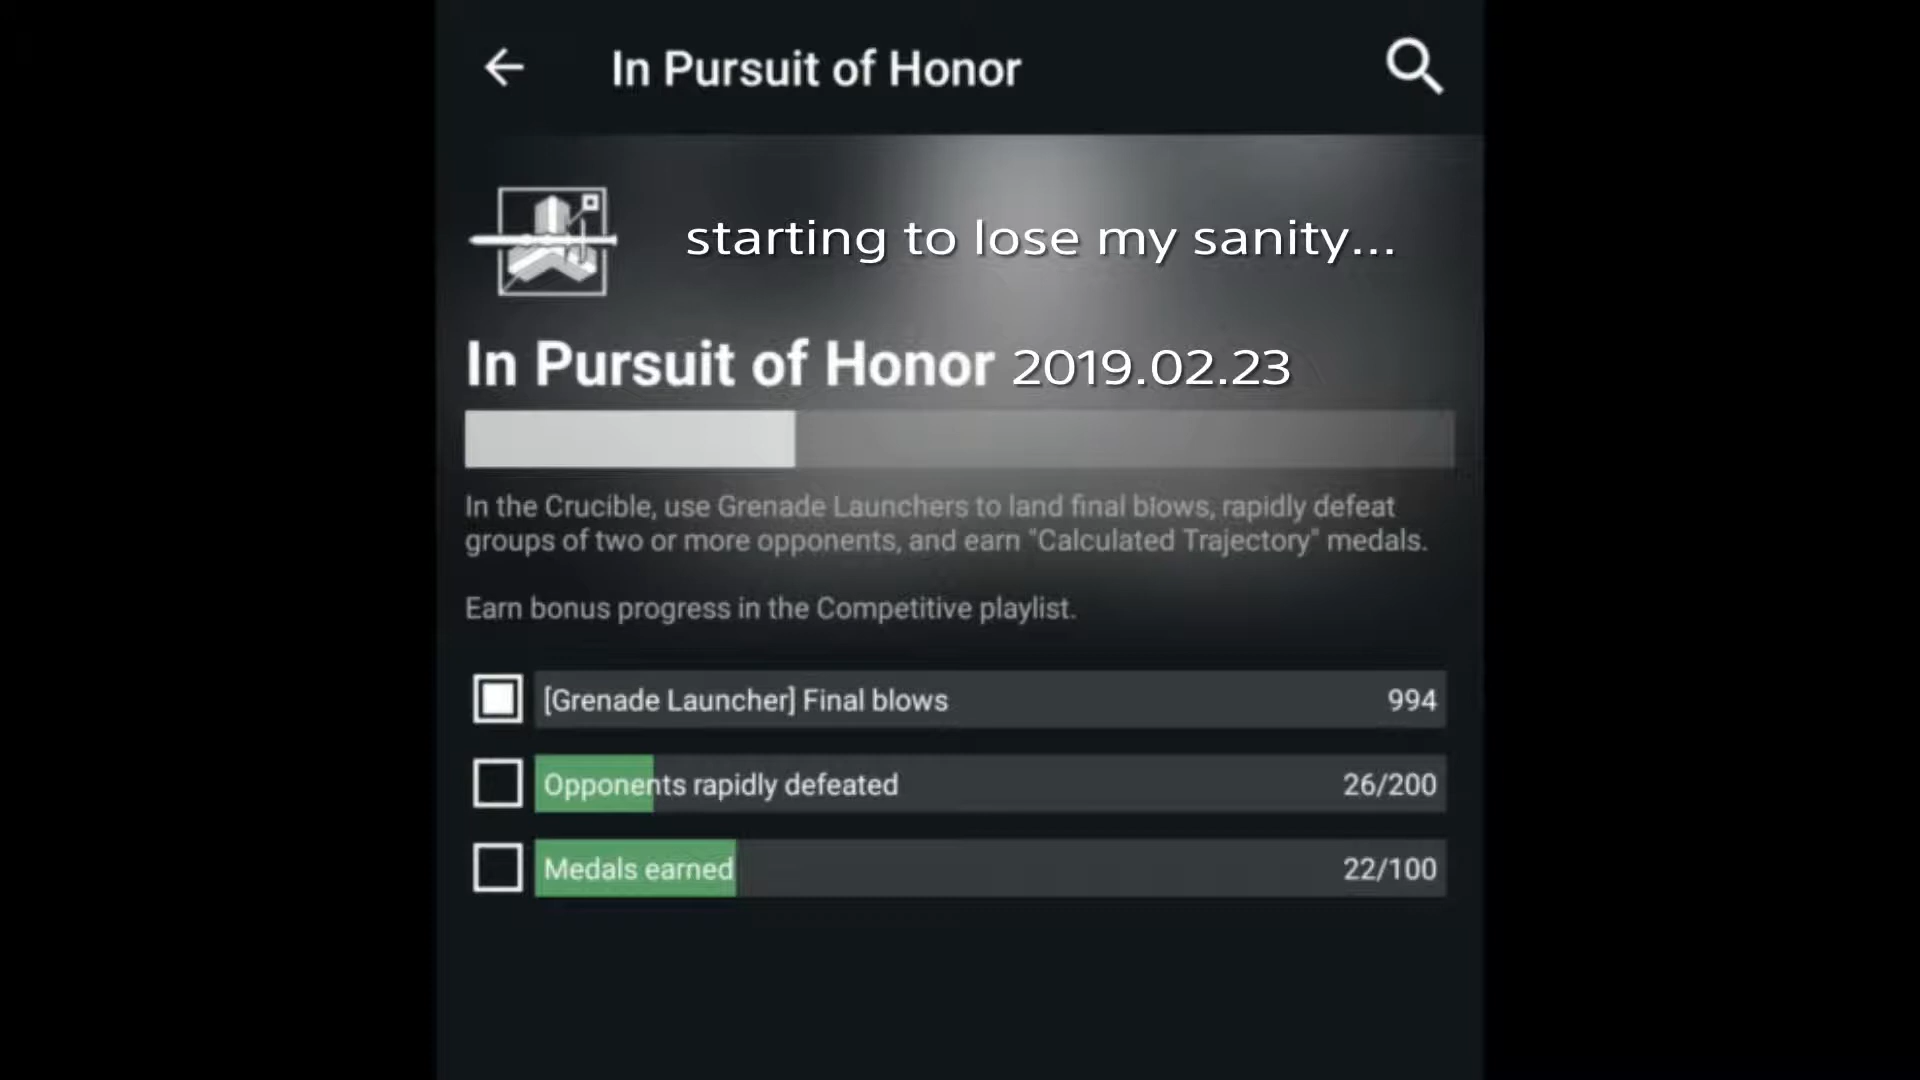 In Pursuit of Honor
starting to lose my sanity...
In Pursuit of Honor 2019.02.23
In the Crucible, use Grenade Launchers to land final blows, rapidly defeat
groups of two or more opponents, and earn "Calculated Trajectory" medals.
Earn bonus progress in the Competitive playlist.
[Grenade Launcher] Final blows 994
Opponents rapidly defeated 26/200
Medals earned 22/100